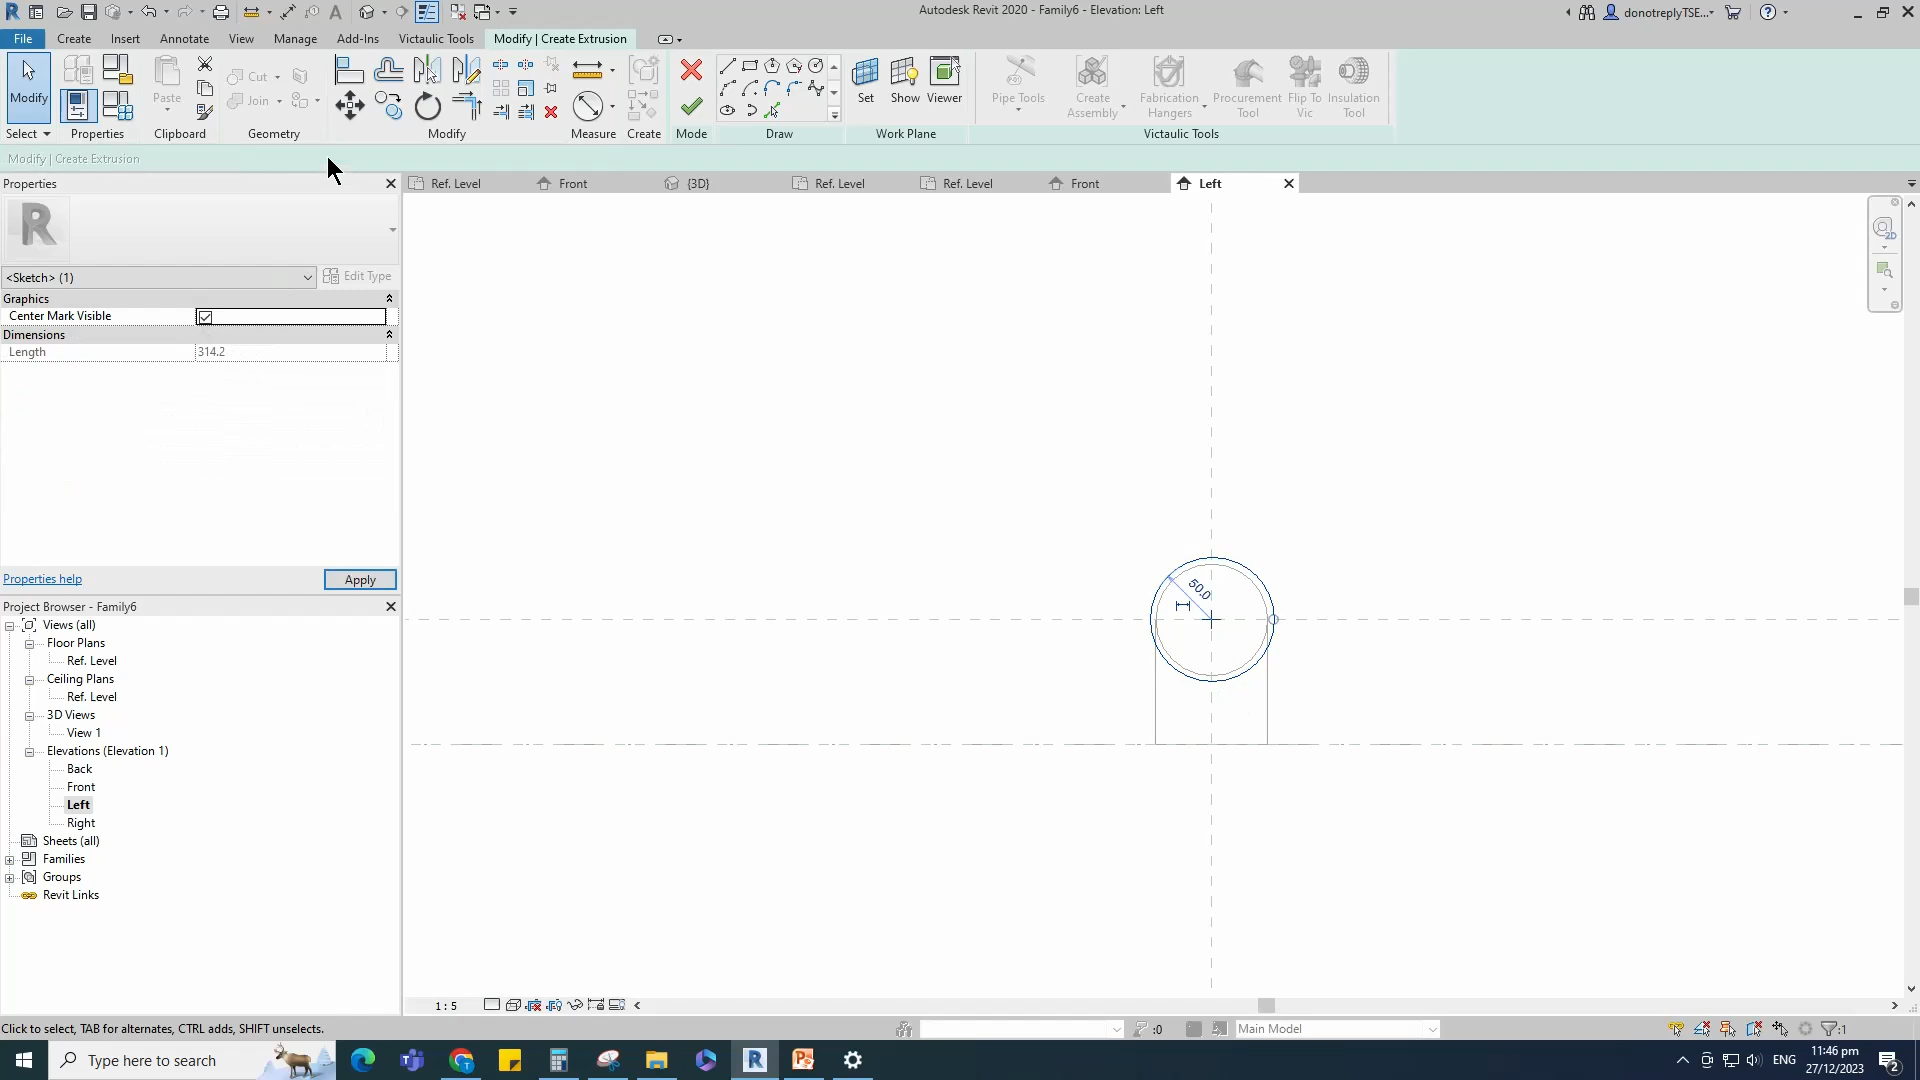 Autodesk Revit 2020 - Family6 - Elevation: Left
donotreplyTSE...
File
Create
Insert
Annotate
View
Manage
Add-Ins
Victaulic Tools
Modify | Create Extrusion
Modify
Paste
Cut
Join
Set
Show
Viewer
Pipe Tools
Create Assembly
Fabrication Hangers
Procurement Tool
Flip To Vic
Insulation Tool
Select
Properties
Clipboard
Geometry
Modify
Measure
Create
Mode
Draw
Work Plane
Victaulic Tools
Modify | Create Extrusion
Properties
Ref. Level
Front
{3D}
Ref. Level
Ref. Level
Front
Left
R
<Sketch> (1)
Edit Type
Graphics
Center Mark Visible
Dimensions
Length
314.2
50.0
Properties help
Apply
Project Browser - Family6
Views (all)
Floor Plans
Ref. Level
Ceiling Plans
Ref. Level
3D Views
View 1
Elevations (Elevation 1)
Back
Front
Left
Right
Sheets (all)
Families
Groups
Revit Links
1 : 5
Click to select, TAB for alternates, CTRL adds, SHIFT unselects.
:0
Main Model
:1
Type here to search
ENG
11:46 pm
27/12/2023
2